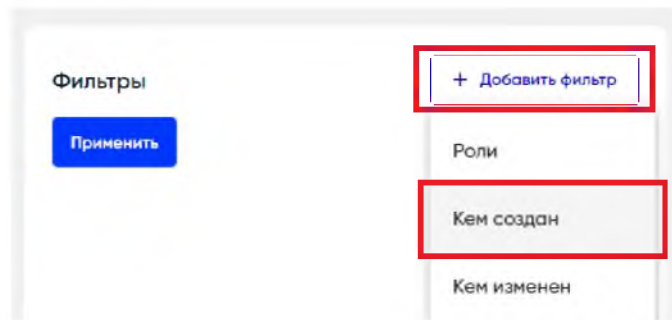 Фильтры
+ Добавить фильтр
Применить
Роли
Кем создан
Кем изменен